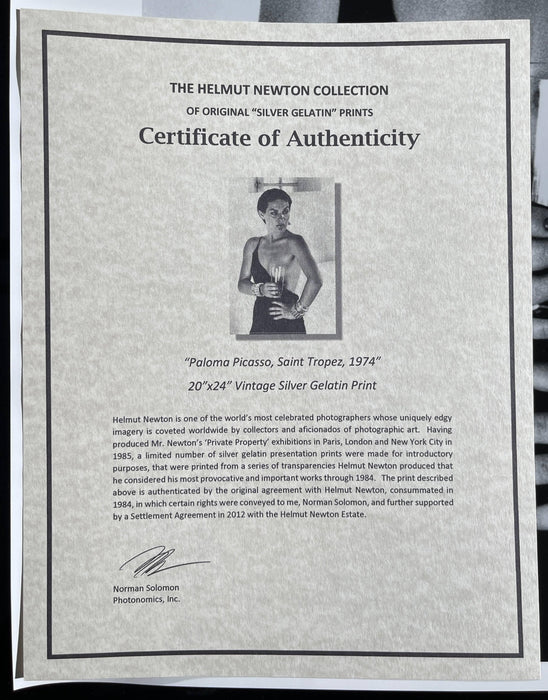 THE HELMUT NEWTON COLLECTION
OF ORIGINAL “SILVER GELATIN” PRINTS
Certificate of Authenticity
“Paloma Picasso, Saint Tropez, 1974”
20”x24” Vintage Silver Gelatin Print
Helmut Newton is one of the world’s most celebrated photographers whose uniquely edgy
imagery is coveted worldwide by collectors and aficionados of photographic art. Having
produced Mr. Newton’s ‘Private Property’ exhibitions in Paris, London and New York City in
1985, a limited number of silver gelatin presentation prints were made for introductory
purposes, that were printed from a series of transparencies Helmut Newton produced that
he considered his most provocative and important works through 1984. The print described
above is authenticated by the original agreement with Helmut Newton, consummated in
1984, in which certain rights were conveyed to me, Norman Solomon, and further supported
by a Settlement Agreement in 2012 with the Helmut Newton Estate.
Norman Solomon
Photonomics, Inc.